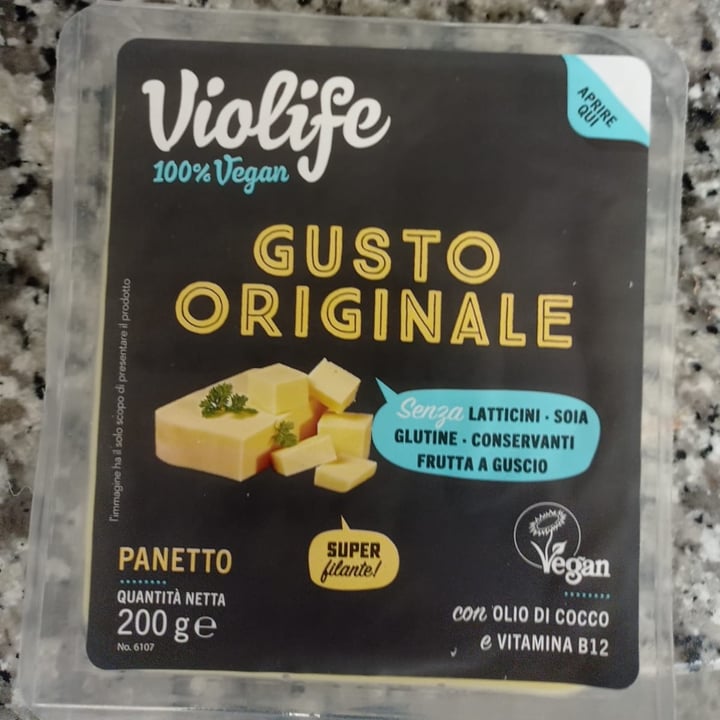 Violife
100% Vegan
APRIRE
QUI
GUSTO
ORIGINALE
l'immagine ha il solo scopo di presentare il prodotto
Senza LATTICINI · SOIA
GLUTINE · CONSERVANTI
FRUTTA A GUSCIO
SUPER
filante!
Vegan
PANETTO
QUANTITÀ NETTA
200 g ℮
No. 6107
con OLIO DI COCCO
e VITAMINA B12